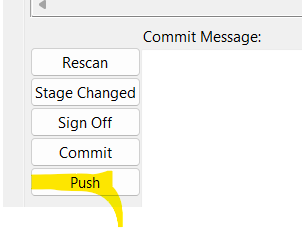 Commit Message:
Rescan
Stage Changed
Sign Off
Commit
Push